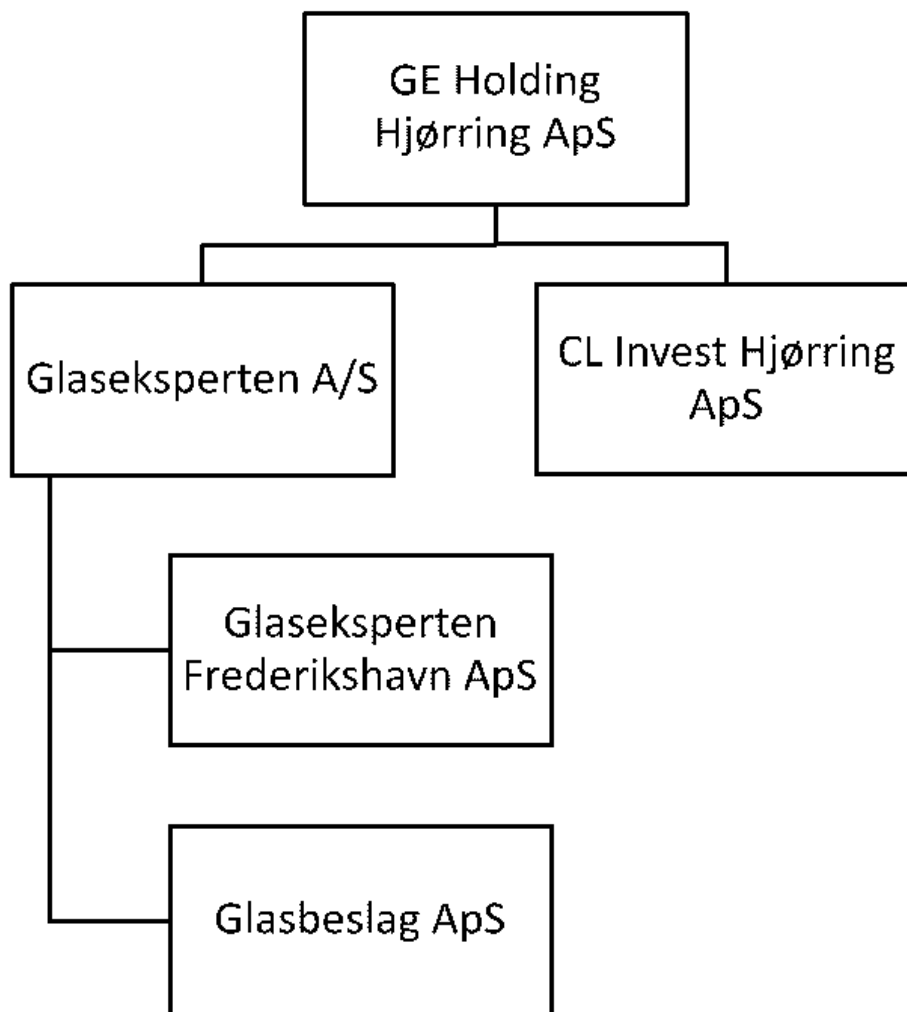 GE Holding
Hjørring ApS
Glaseksperten A/S
CL Invest Hjørring
ApS
Glaseksperten
Frederikshavn ApS
Glasbeslag ApS